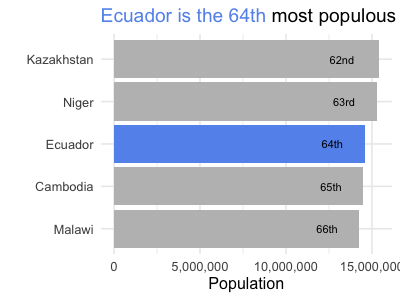 Ecuador is the 64th most populous
Kazakhstan 62nd
Niger 63rd
Ecuador 64th
Cambodia 65th
Malawi 66th
0 5,000,000 10,000,000 15,000,000
Population